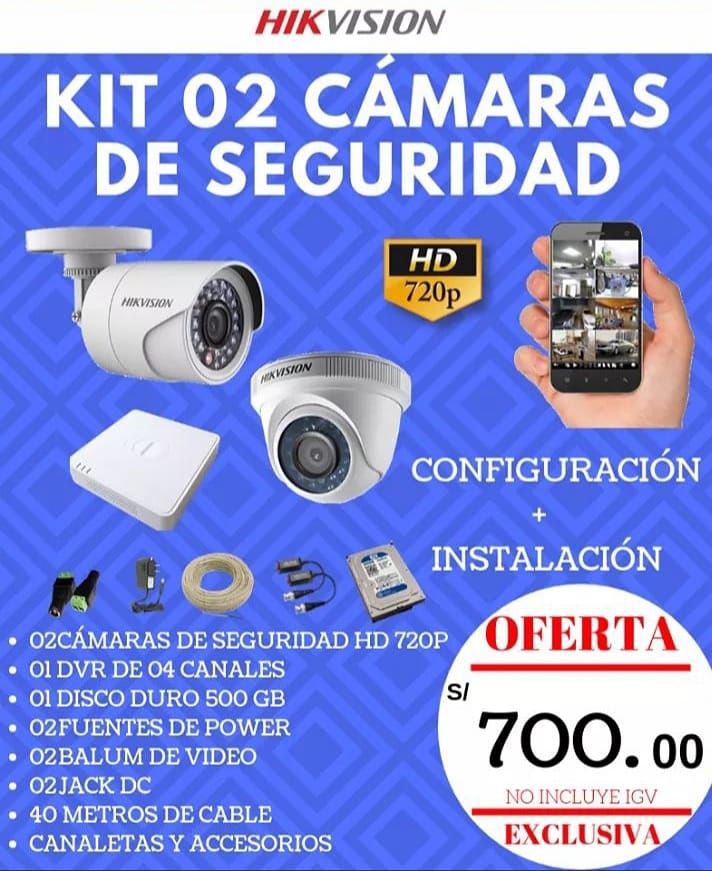 HIKVISION
KIT 02 CÁMARAS
DE SEGURIDAD
HIKVISION
HD
720p
HIKVISION
CONFIGURACIÓN
+
INSTALACIÓN
02CÁMARAS DE SEGURIDAD HD 720P
01 DVR DE 04 CANALES
01 DISCO DURO 500 GB
02FUENTES DE POWER
02BALUM DE VIDEO
02JACK DC
40 METROS DE CABLE
CANALETAS Y ACCESORIOS
OFERTA
S/
700.00
NO INCLUYE IGV
EXCLUSIVA